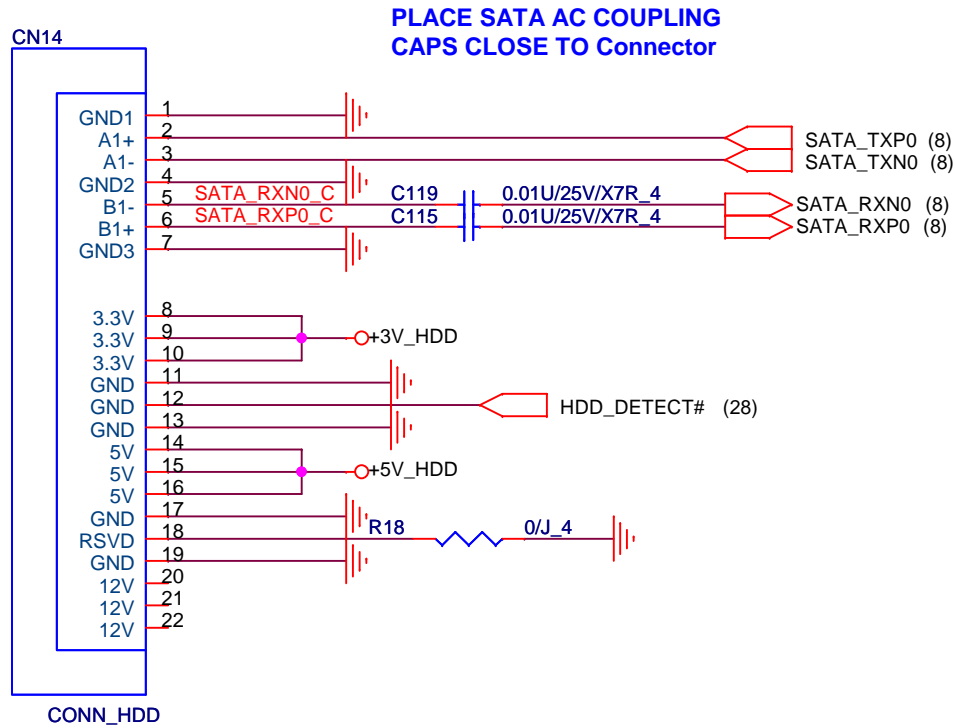 PLACE SATA AC COUPLING
CAPS CLOSE TO Connector
CN14
GND1 1
A1+ 2 SATA_TXP0 (8)
A1- 3 SATA_TXN0 (8)
GND2 4
B1- 5 SATA_RXN0_C C119 0.01U/25V/X7R_4 SATA_RXN0 (8)
B1+ 6 SATA_RXP0_C C115 0.01U/25V/X7R_4 SATA_RXP0 (8)
GND3 7
3.3V 8
3.3V 9 +3V_HDD
3.3V 10
GND 11
GND 12 HDD_DETECT# (28)
GND 13
5V 14
5V 15 +5V_HDD
5V 16
GND 17
RSVD 18 R18 0/J_4
GND 19
12V 20
12V 21
12V 22
CONN_HDD